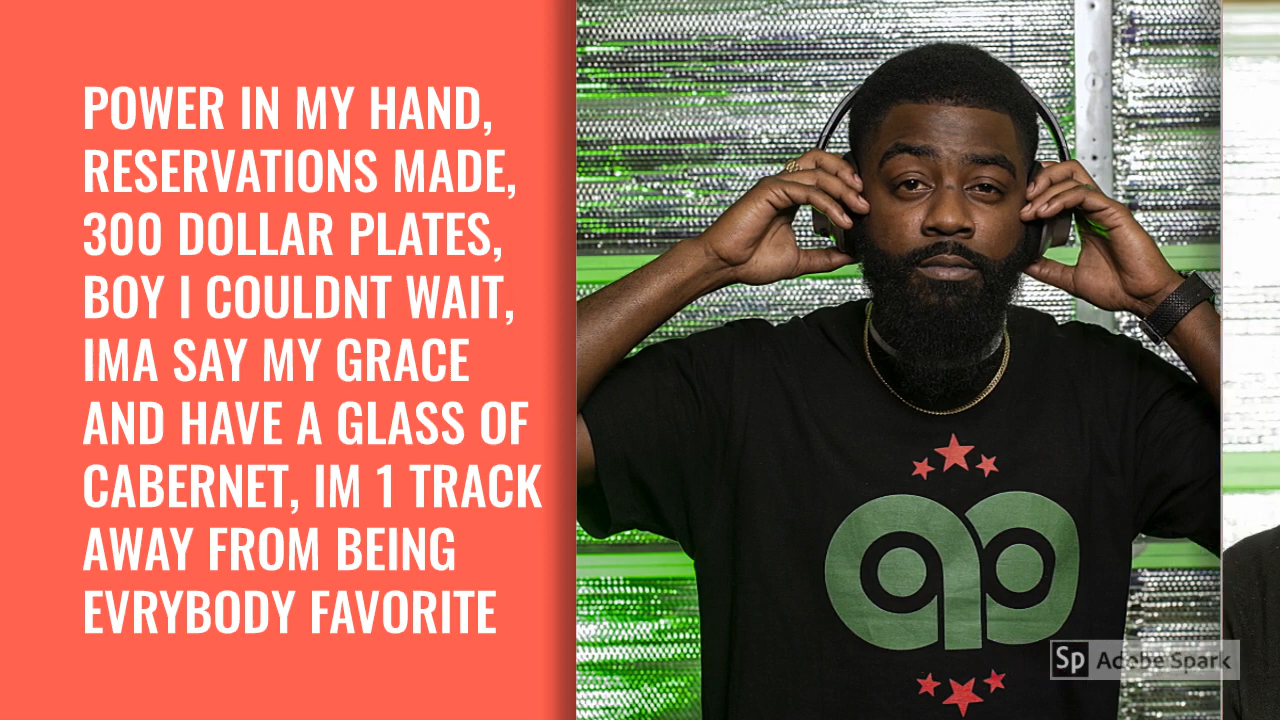 POWER IN MY HAND,
RESERVATIONS MADE,
300 DOLLAR PLATES,
BOY I COULDNT WAIT,
IMA SAY MY GRACE
AND HAVE A GLASS OF
CABERNET, IM 1 TRACK
AWAY FROM BEING
EVRYBODY FAVORITE
ap
Sp Adobe Spark